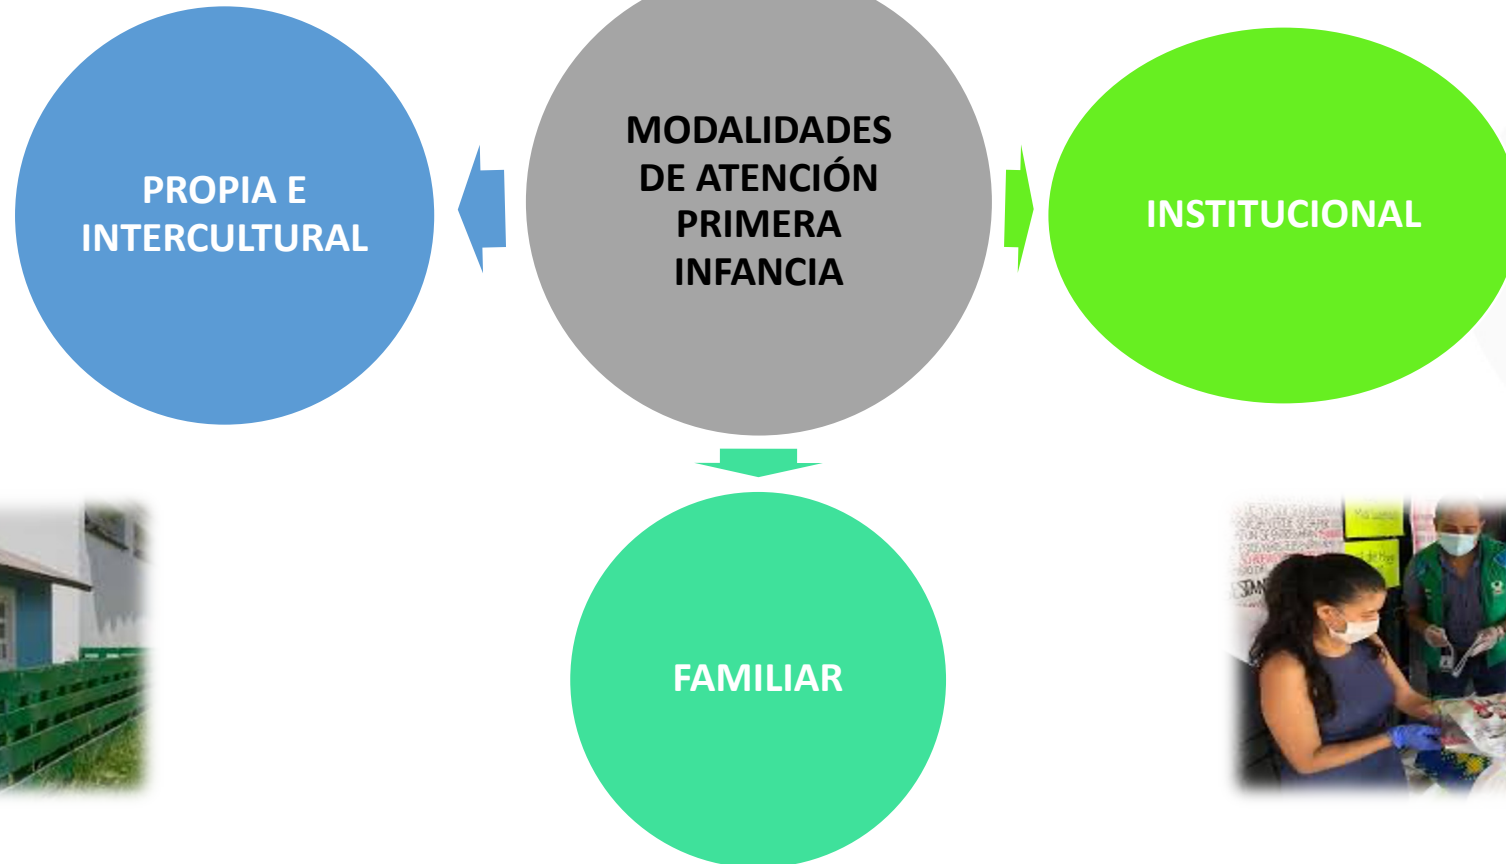 MODALIDADES
DE ATENCIÓN
PRIMERA
INFANCIA
PROPIA E
INTERCULTURAL
INSTITUCIONAL
FAMILIAR